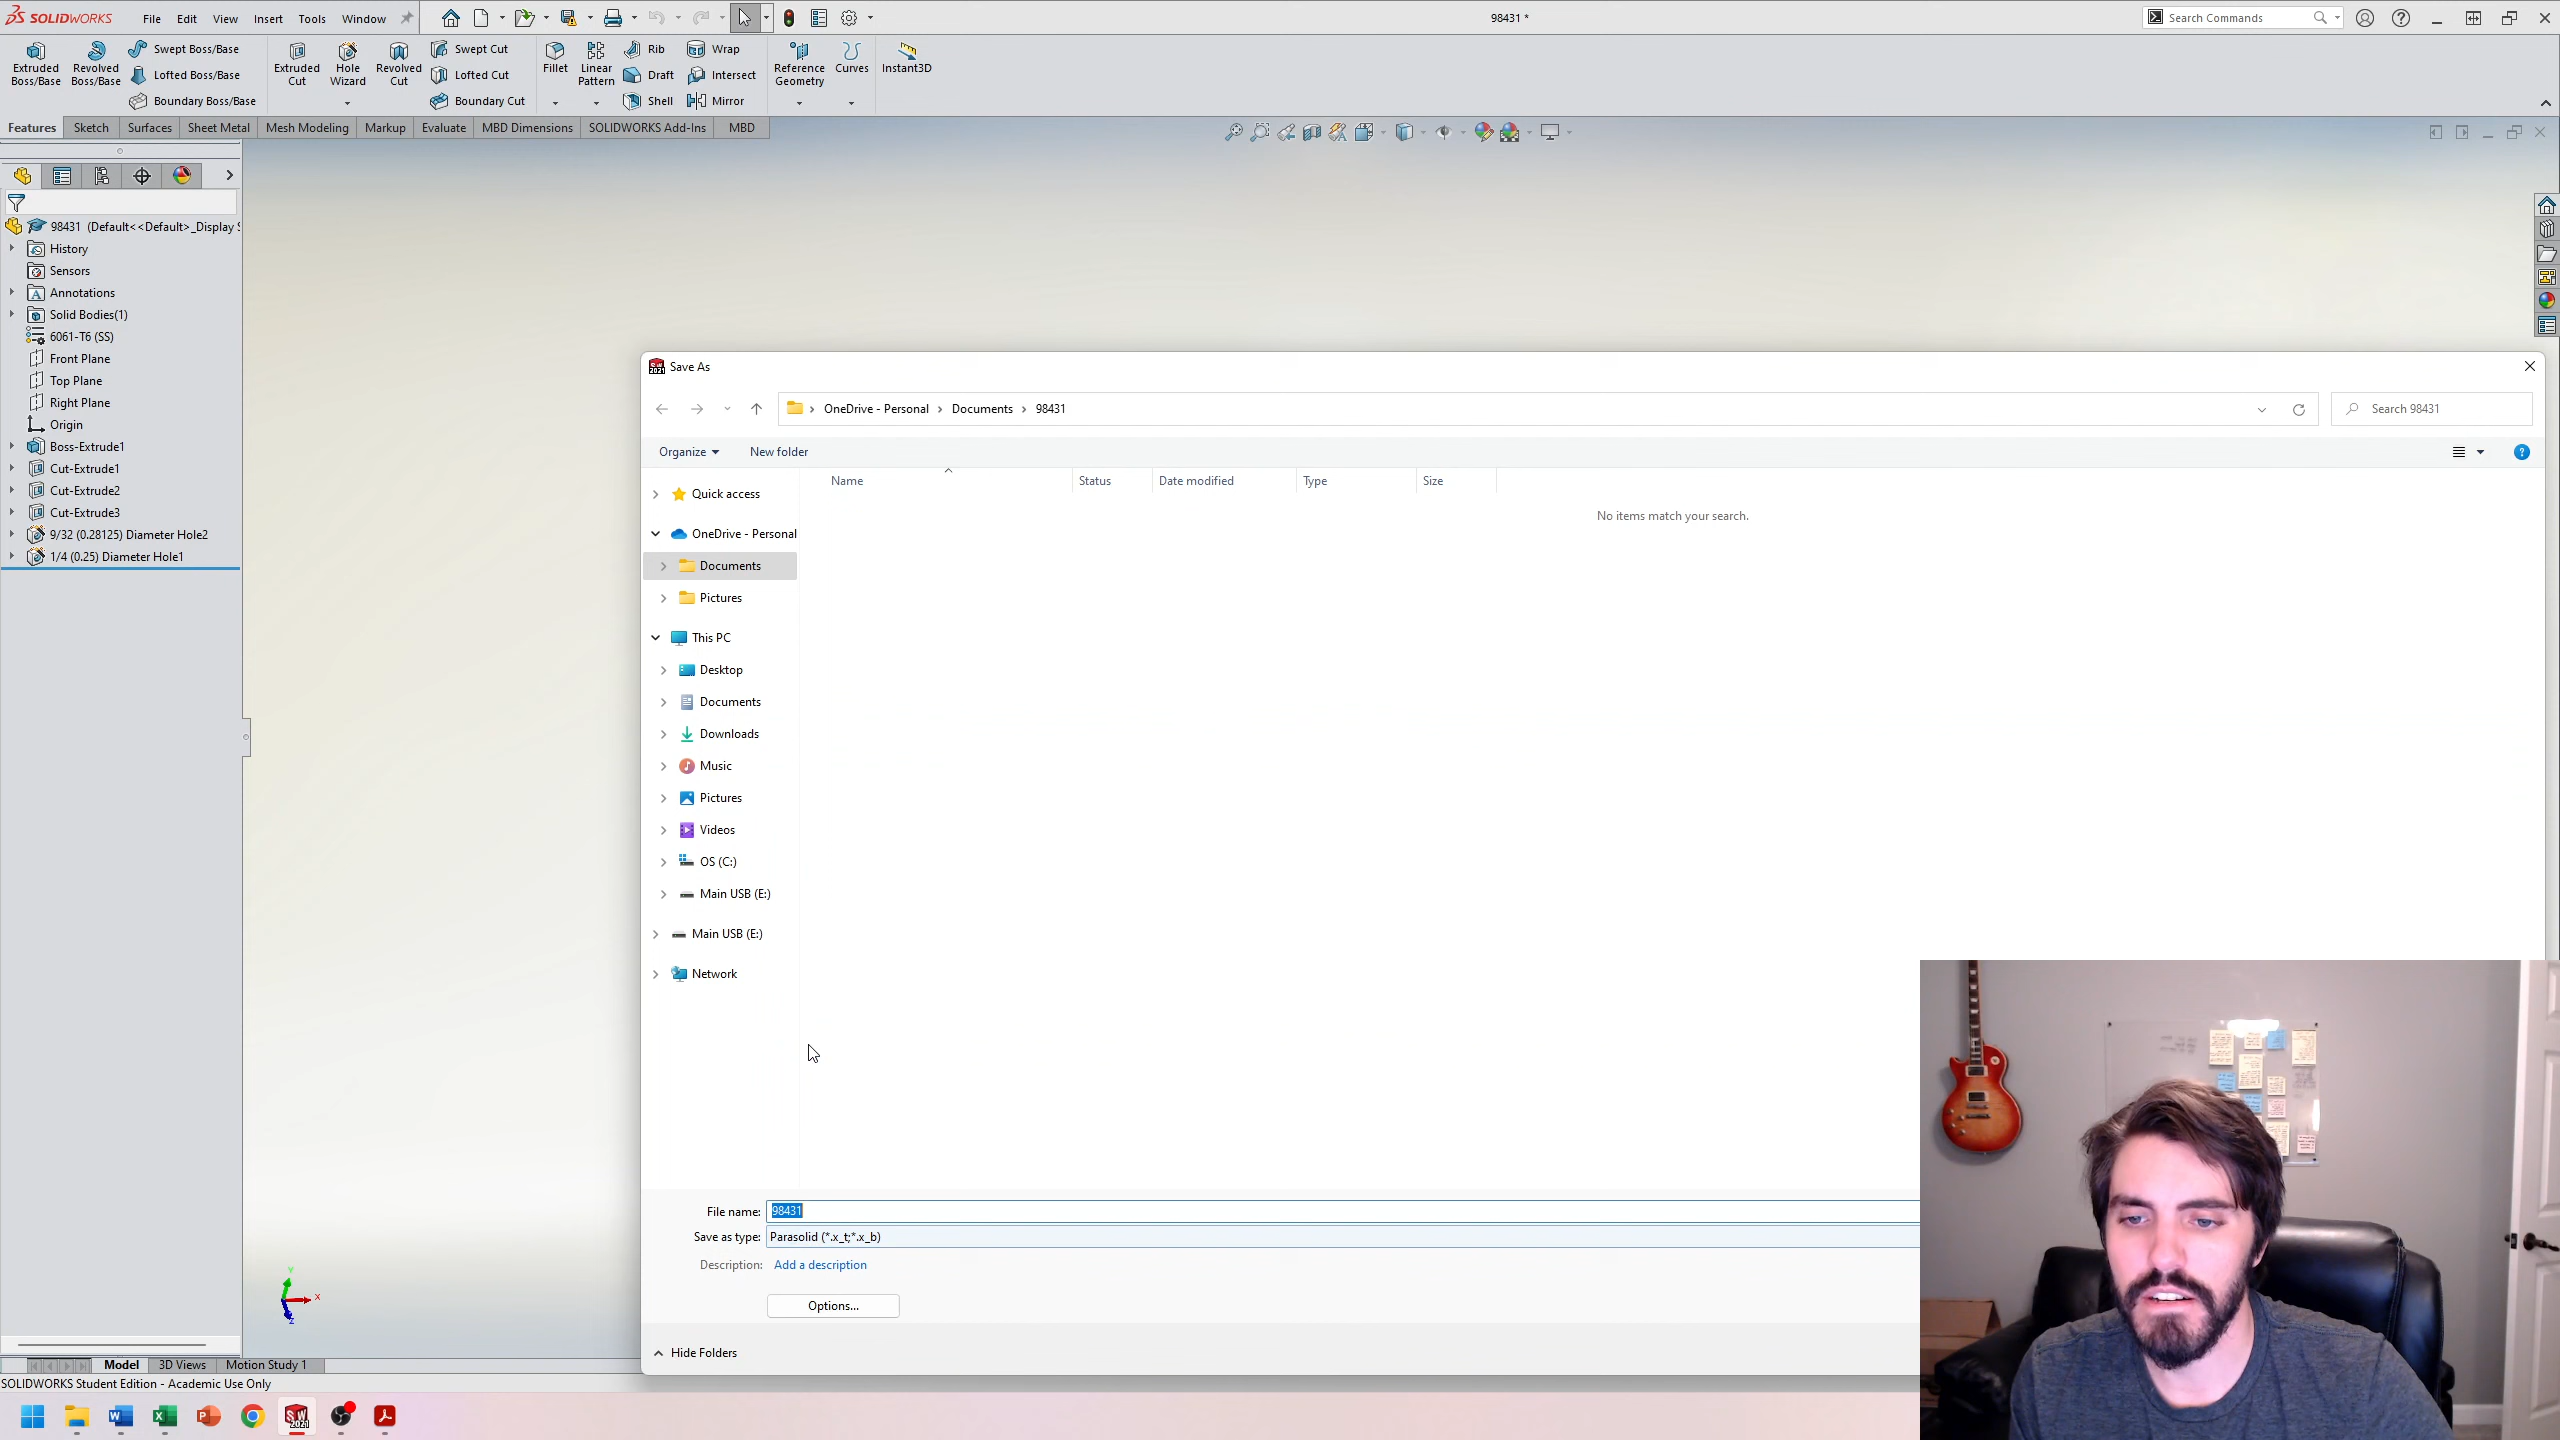 SOLIDWORKS File Edit View Insert Tools Window 98431 * Search Commands
Extruded Boss/Base Revolved Boss/Base Swept Boss/Base Lofted Boss/Base Boundary Boss/Base Extruded Cut Hole Wizard Revolved Cut Swept Cut Lofted Cut Boundary Cut Fillet Linear Pattern Rib Draft Shell Wrap Intersect Mirror Reference Geometry Curves Instant3D
Features Sketch Surfaces Sheet Metal Mesh Modeling Markup Evaluate MBD Dimensions SOLIDWORKS Add-Ins MBD
98431 (Default<<Default>_Display S
History
Sensors
Annotations
Solid Bodies(1)
6061-T6 (SS)
Front Plane
Top Plane
Right Plane
Origin
Boss-Extrude1
Cut-Extrude1
Cut-Extrude2
Cut-Extrude3
9/32 (0.28125) Diameter Hole2
1/4 (0.25) Diameter Hole1
Save As
OneDrive - Personal > Documents > 98431 Search 98431
Organize New folder
Name Status Date modified Type Size
No items match your search.
Quick access
OneDrive - Personal
Documents
Pictures
This PC
Desktop
Documents
Downloads
Music
Pictures
Videos
OS (C:)
Main USB (E:)
Main USB (E:)
Network
File name: 98431
Save as type: Parasolid (*.x_t;*.x_b)
Description: Add a description
Options...
Hide Folders
Y
X
Z
Model 3D Views Motion Study 1
SOLIDWORKS Student Edition - Academic Use Only